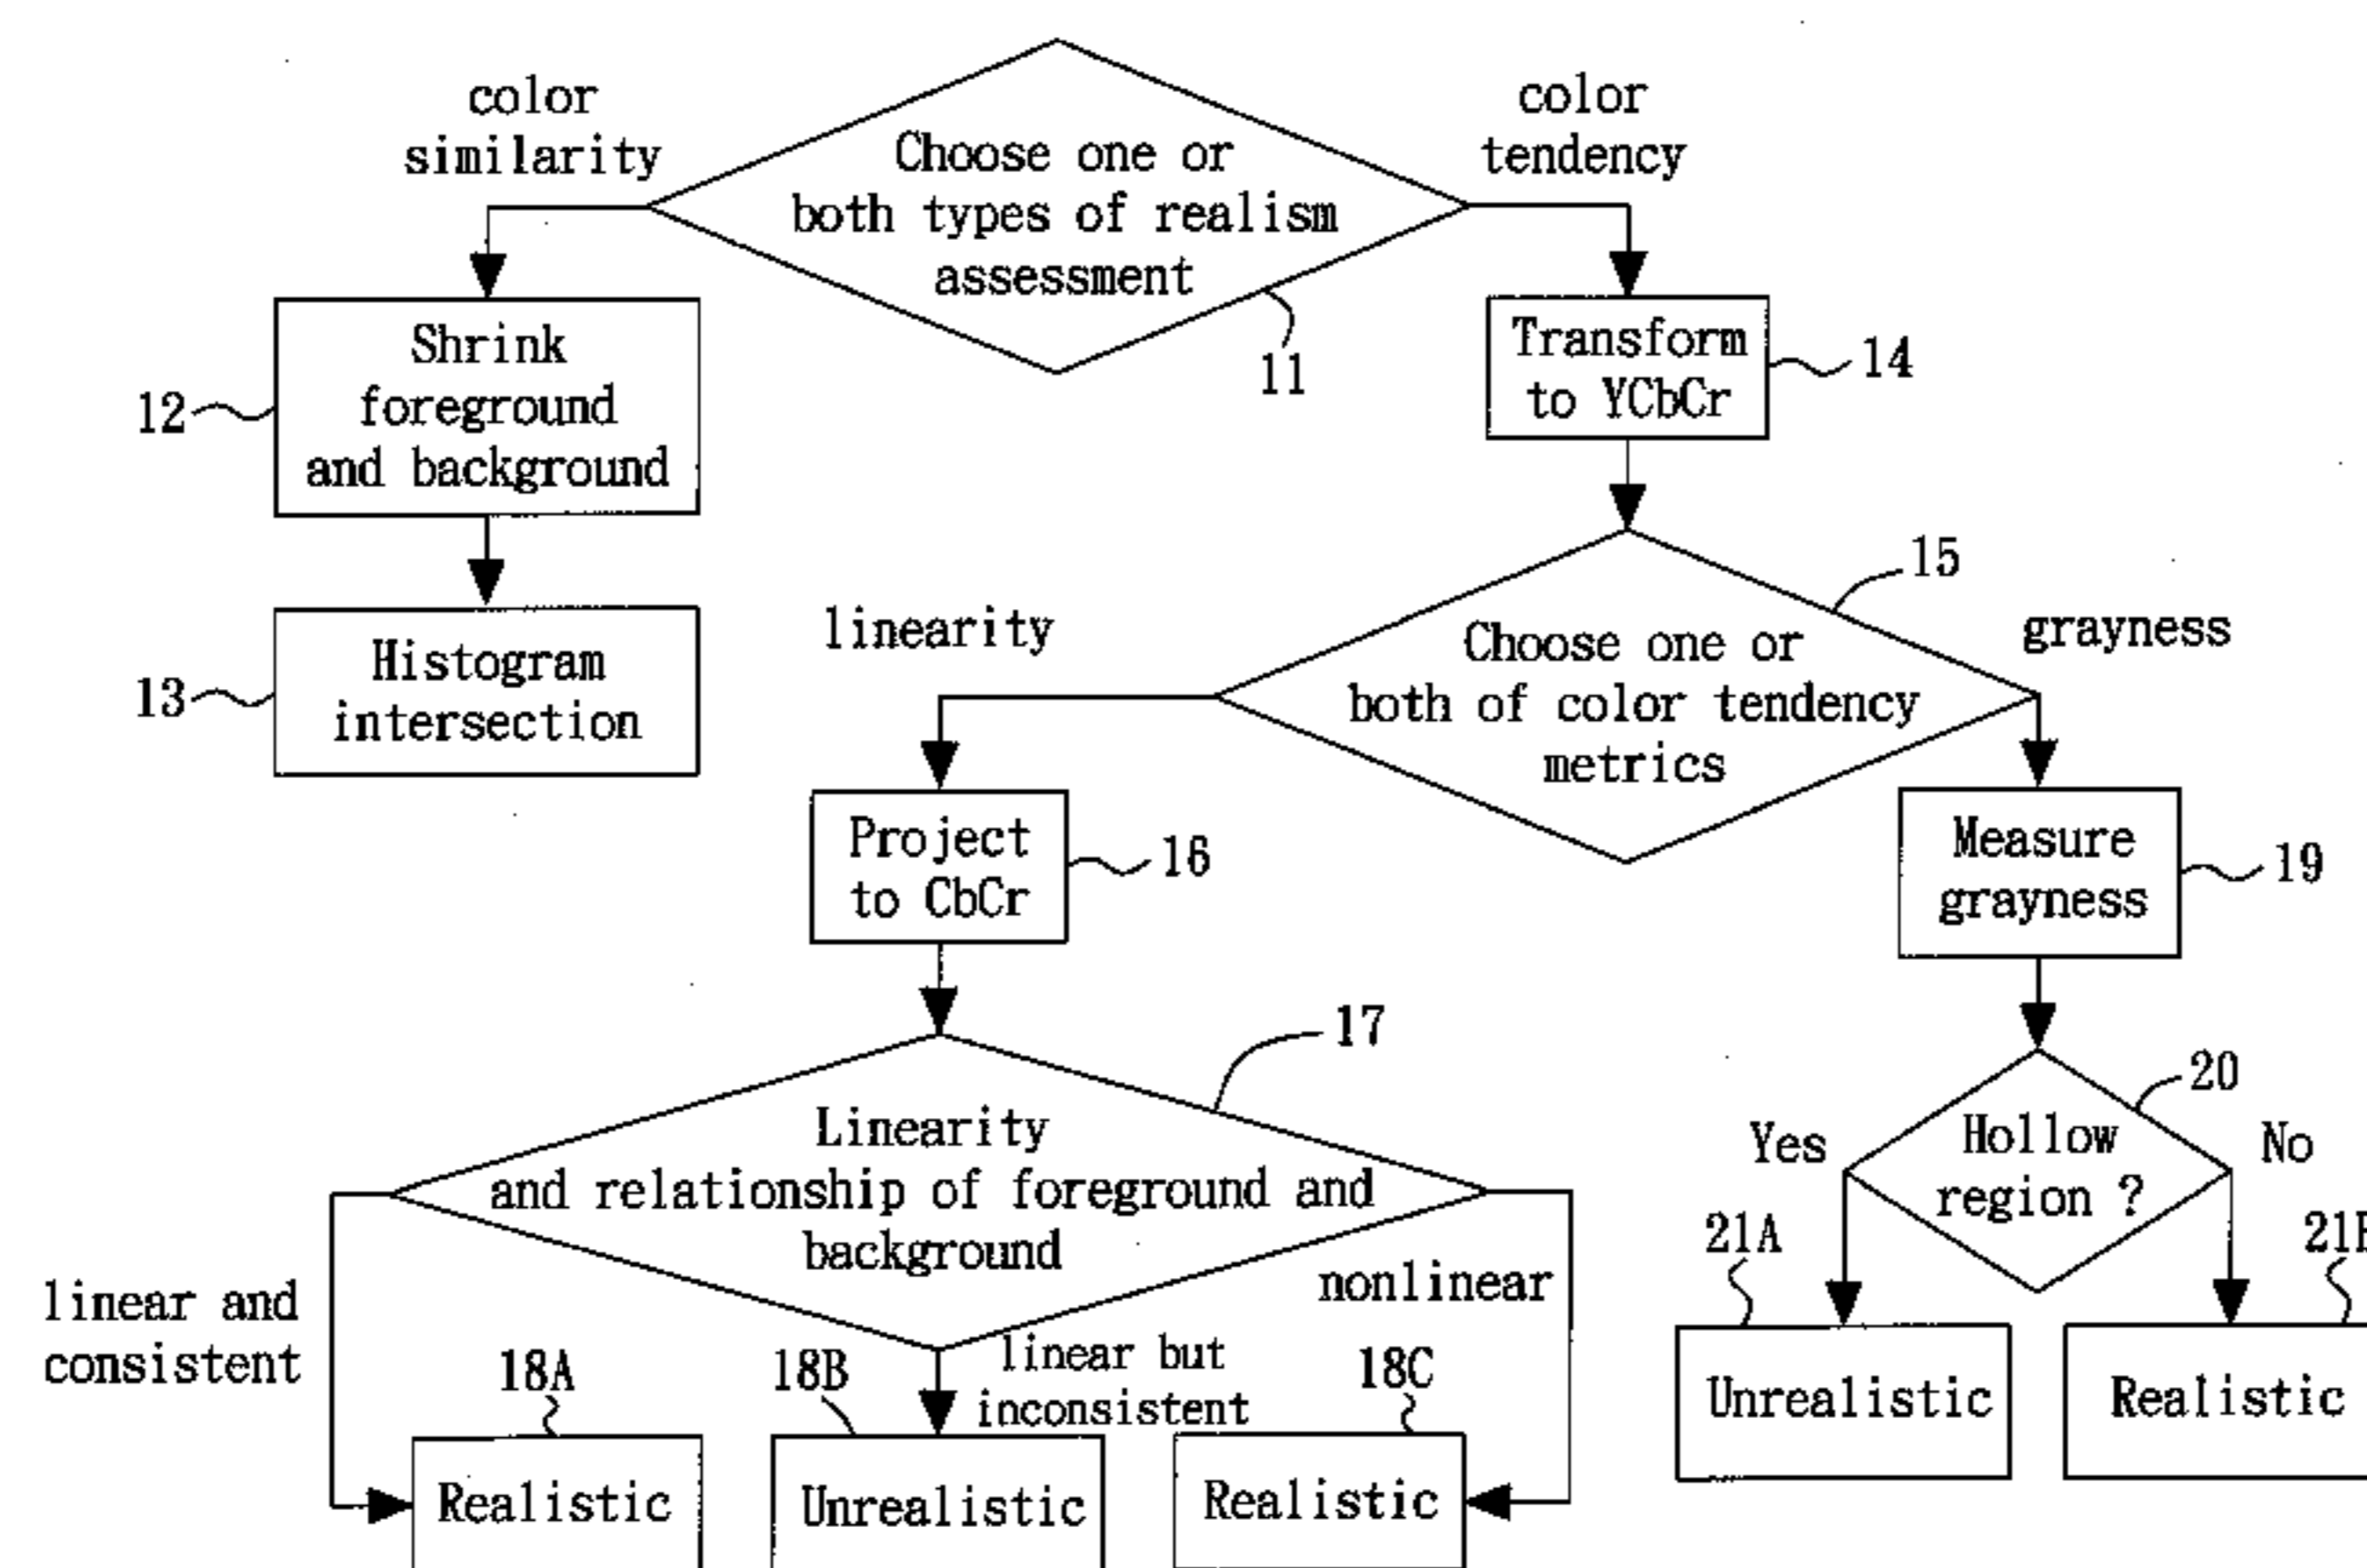 color
similarity
Choose one or
both types of realism
assessment
color
tendency
11
12
Shrink
foreground
and background
Transform
to YCbCr
14
13
Histogram
intersection
15
linearity
Choose one or
both of color tendency
metrics
grayness
Project
to CbCr
16
Measure
grayness
19
17
Linearity
and relationship of foreground and
background
20
Yes
Hollow
region ?
No
linear and
consistent
nonlinear
linear but
inconsistent
18A
18B
18C
21A
Realistic
Unrealistic
Realistic
Unrealistic
Realistic